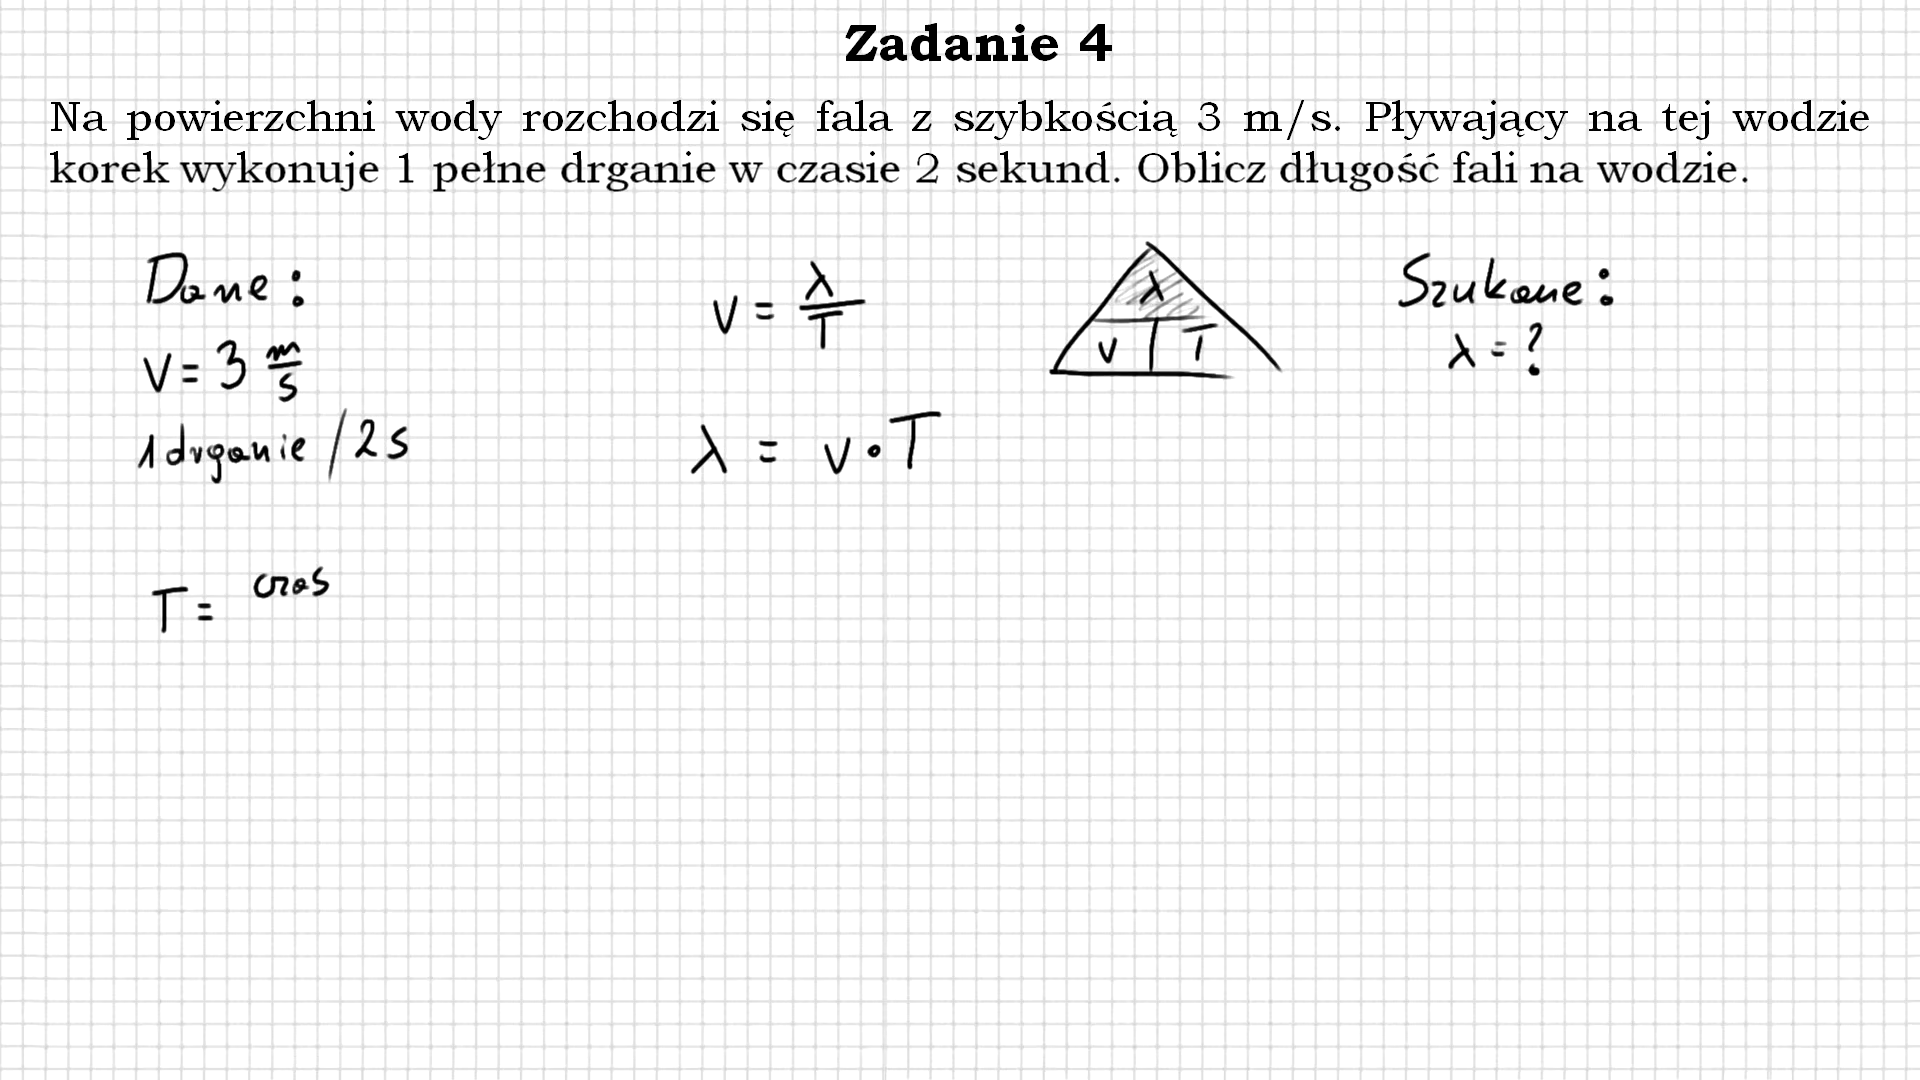 Zadanie 4
Na powierzchni wody rozchodzi się fala z szybkością 3 m/s. Pływający na tej wodzie
korek wykonuje 1 pełne drganie w czasie 2 sekund. Oblicz długość fali na wodzie.
Dane:
v = 3 m/s
1 drganie / 2 s
T = czas
v = λ/T
λ = v · T
λ
v T
Szukane:
λ = ?